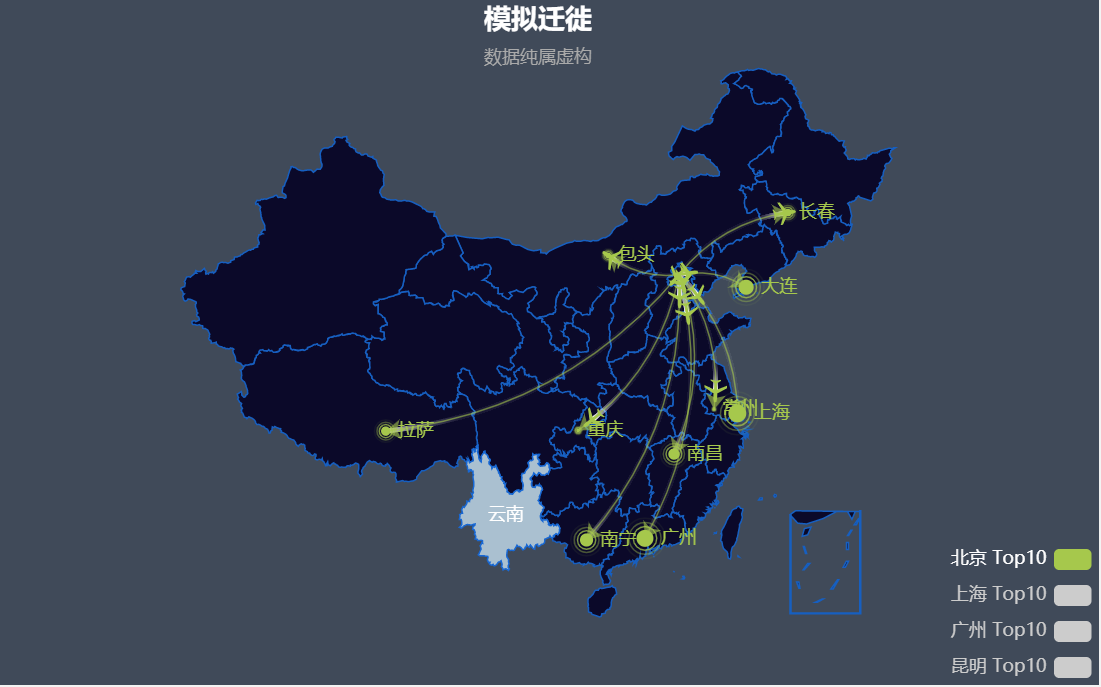 模拟迁徙
数据纯属虚构
长春
包头
大连
常州
上海
拉萨
重庆
南昌
云南
南宁
广州
北京 Top10
上海 Top10
广州 Top10
昆明 Top10